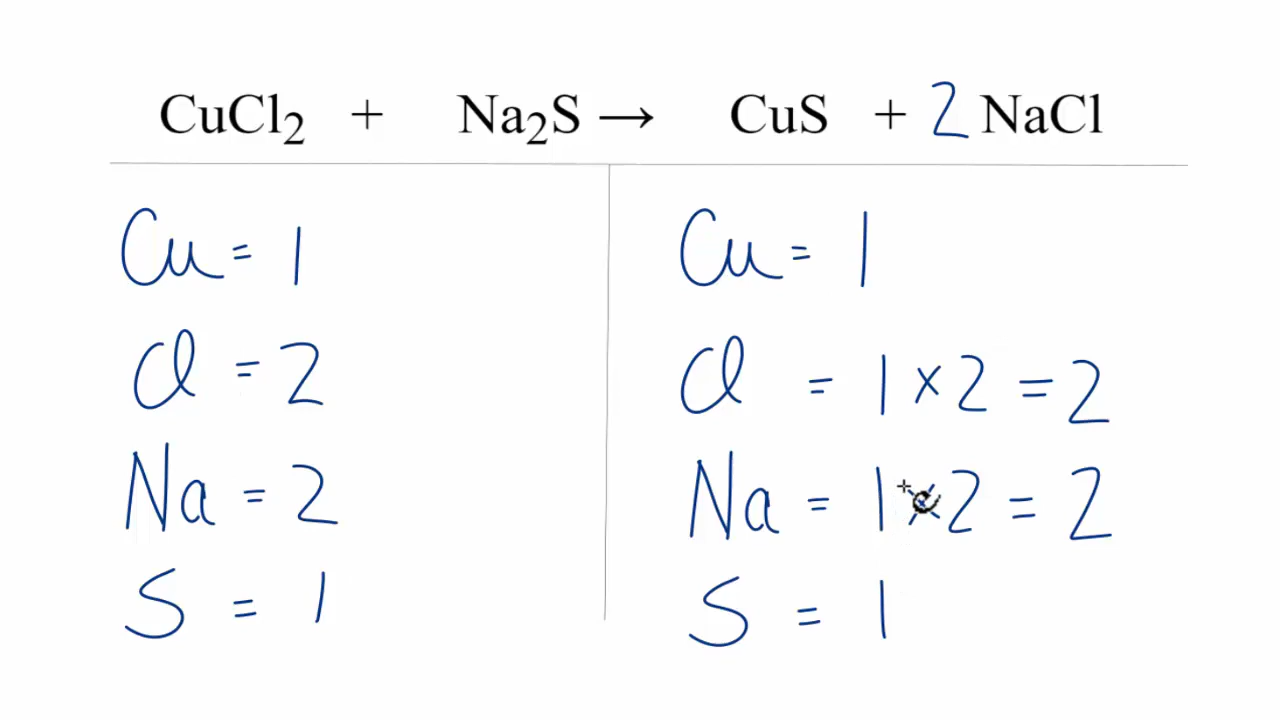 CuCl₂ + Na₂S → CuS + 2 NaCl
Cu = 1 Cu = 1
Cl = 2 Cl = 1 × 2 = 2
Na = 2 Na = 1 × 2 = 2
S = 1 S = 1